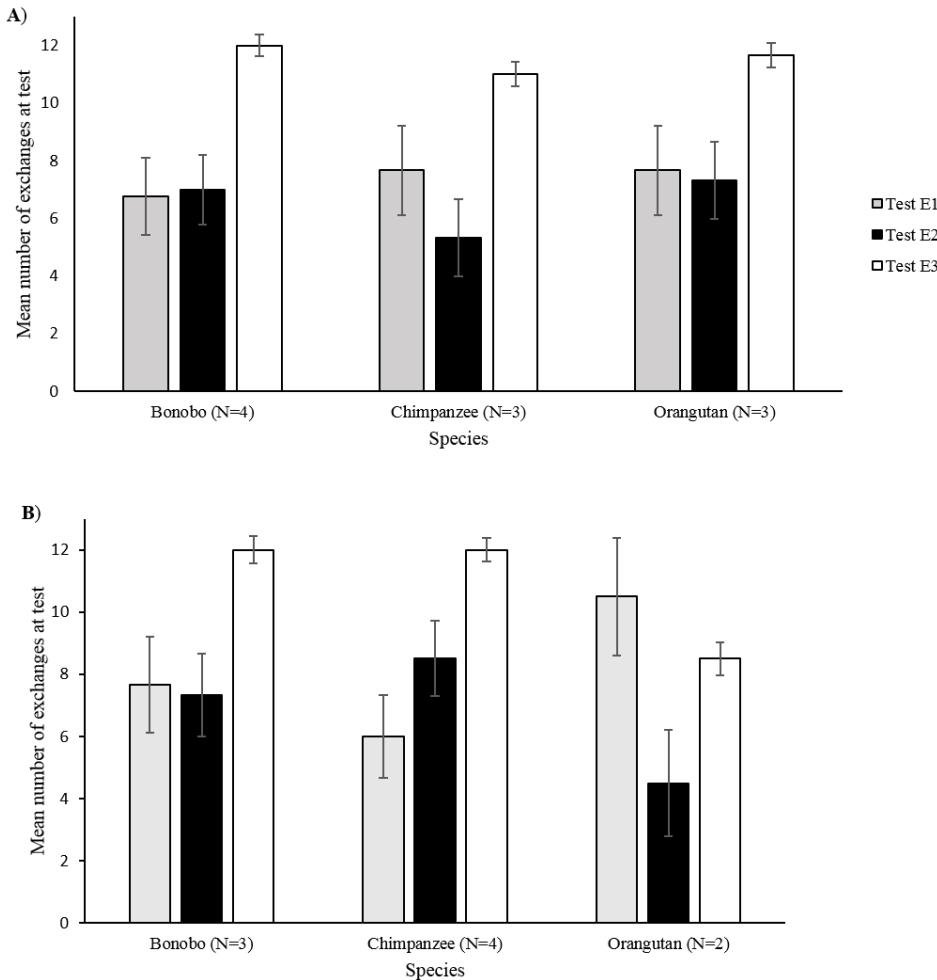 A)
Mean number of exchanges at test
12
10
8
6
4
2
0
Bonobo (N=4) Chimpanzee (N=3) Orangutan (N=3)
Species
Test E1
Test E2
Test E3
B)
Mean number of exchanges at test
12
10
8
6
4
2
0
Bonobo (N=3) Chimpanzee (N=4) Orangutan (N=2)
Species